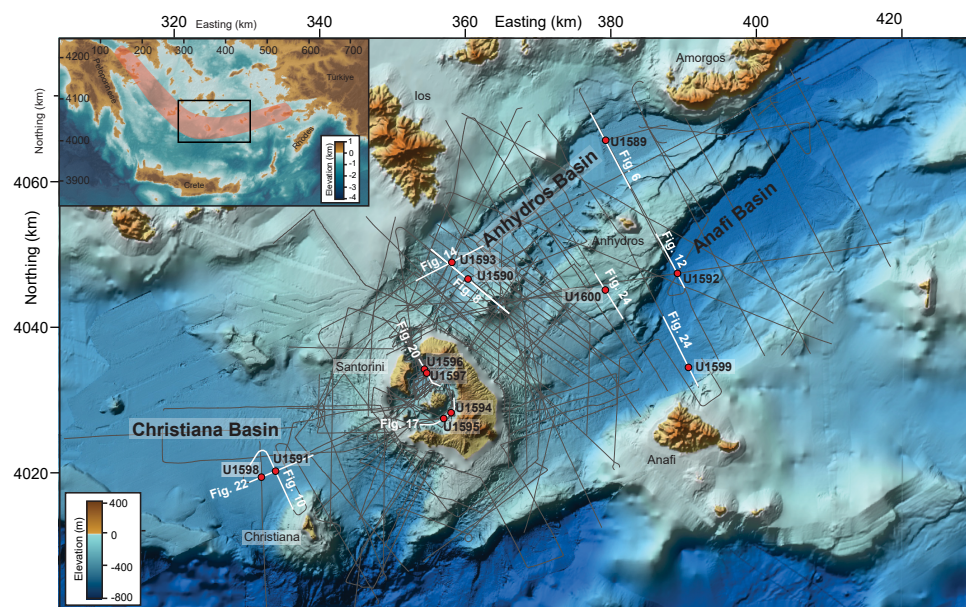 320
Easting (km)
340
360
Easting (km)
380
400
420
100
200
300
400
500
600
700
4200
4100
4000
3900
Northing (km)
Peloponnese
Türkiye
Rhodes
Crete
Elevation (km)
1
0
-1
-2
-3
-4
Amorgos
Ios
4060
Northing (km)
4040
4020
U1589
Fig. 6
Anhydros Basin
Anafi Basin
Anhydros
Fig. 14
U1593
U1590
Fig. 8
Fig. 12
U1592
U1600
Fig. 24
Fig. 24
U1599
Fig. 20
Santorini
U1596
U1597
U1594
Fig. 17
U1595
Christiana Basin
Anafi
U1591
U1598
Fig. 22
Fig. 10
Christiana
Elevation (m)
400
0
-400
-800